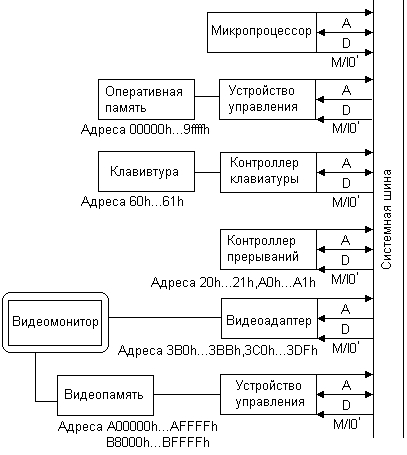 Микропроцессор
A
D
M/IO'
Оперативная
память
Устройство
управления
A
D
M/IO'
Адреса 00000h...9ffffh
Клавивтура
Контроллер
клавиатуры
A
D
M/IO'
Адреса 60h...61h
Контроллер
прерываний
A
D
M/IO'
Адреса 20h...21h,A0h...A1h
Видеомонитор
Видеоадаптер
A
D
M/IO'
Адреса 3B0h...3BBh,3C0h...3DFh
Видеопамять
Устройство
управления
A
D
M/IO'
Адреса A00000h...AFFFFh
B8000h...BFFFFh
Системная шина